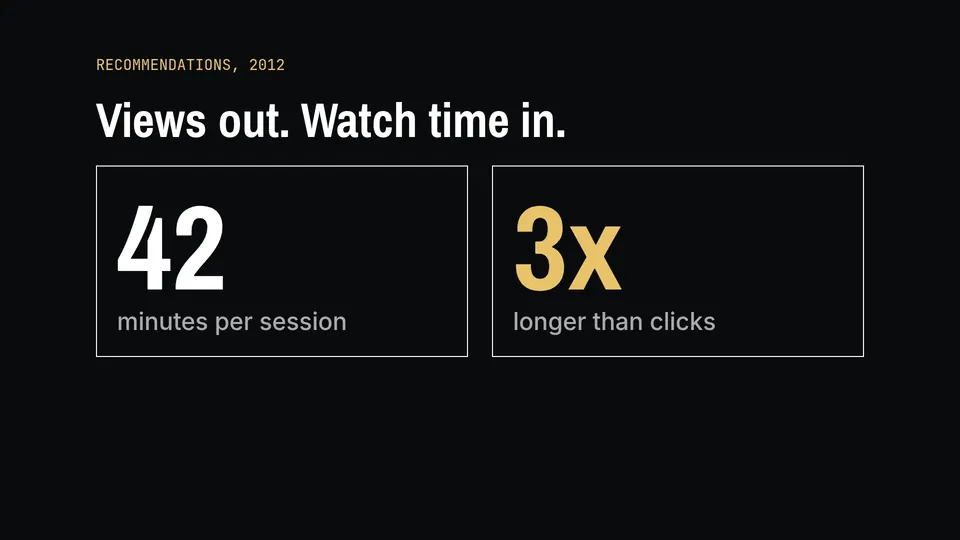 RECOMMENDATIONS, 2012
Views out. Watch time in.
42
minutes per session
3x
longer than clicks